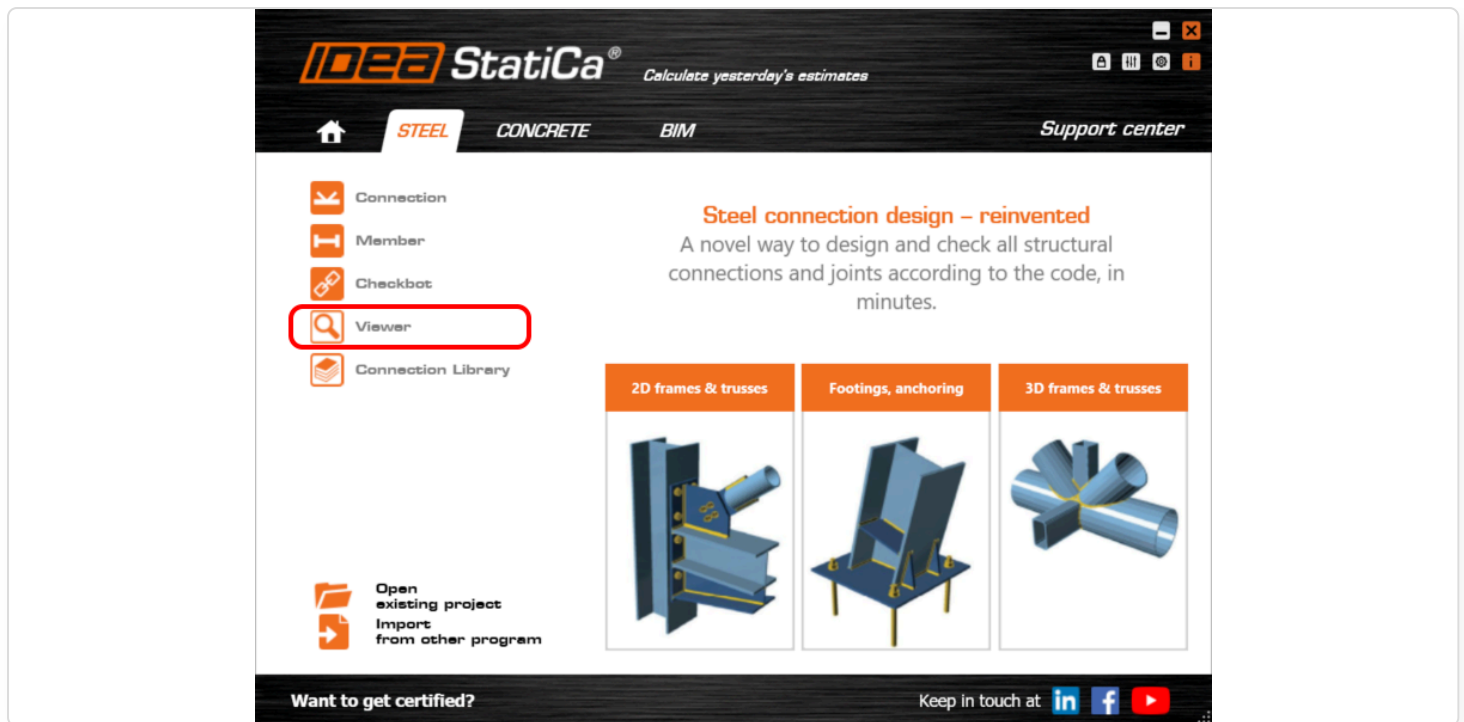 IDEA StatiCa®
Calculate yesterday's estimates
STEEL
CONCRETE
BIM
Support center
Connection
Member
Checkbot
Viewer
Connection Library
Steel connection design – reinvented
A novel way to design and check all structural
connections and joints according to the code, in
minutes.
2D frames & trusses
Footings, anchoring
3D frames & trusses
Open
existing project
Import
from other program
Want to get certified?
Keep in touch at